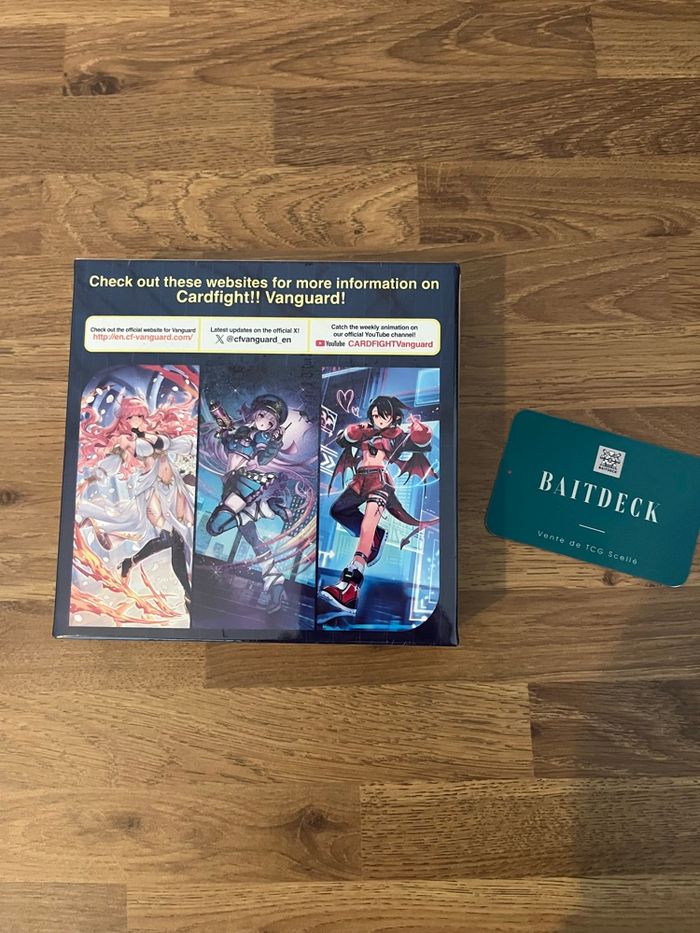 Check out these websites for more information on
Cardfight!! Vanguard!
Check out the official website for Vanguard
http://en.cf-vanguard.com/
Latest updates on the official X!
X @cfvanguard_en
Catch the weekly animation on
our official YouTube channel!
YouTube CARDFIGHTVanguard
BAITDECK
BAITDECK
Vente de TCG Scellé